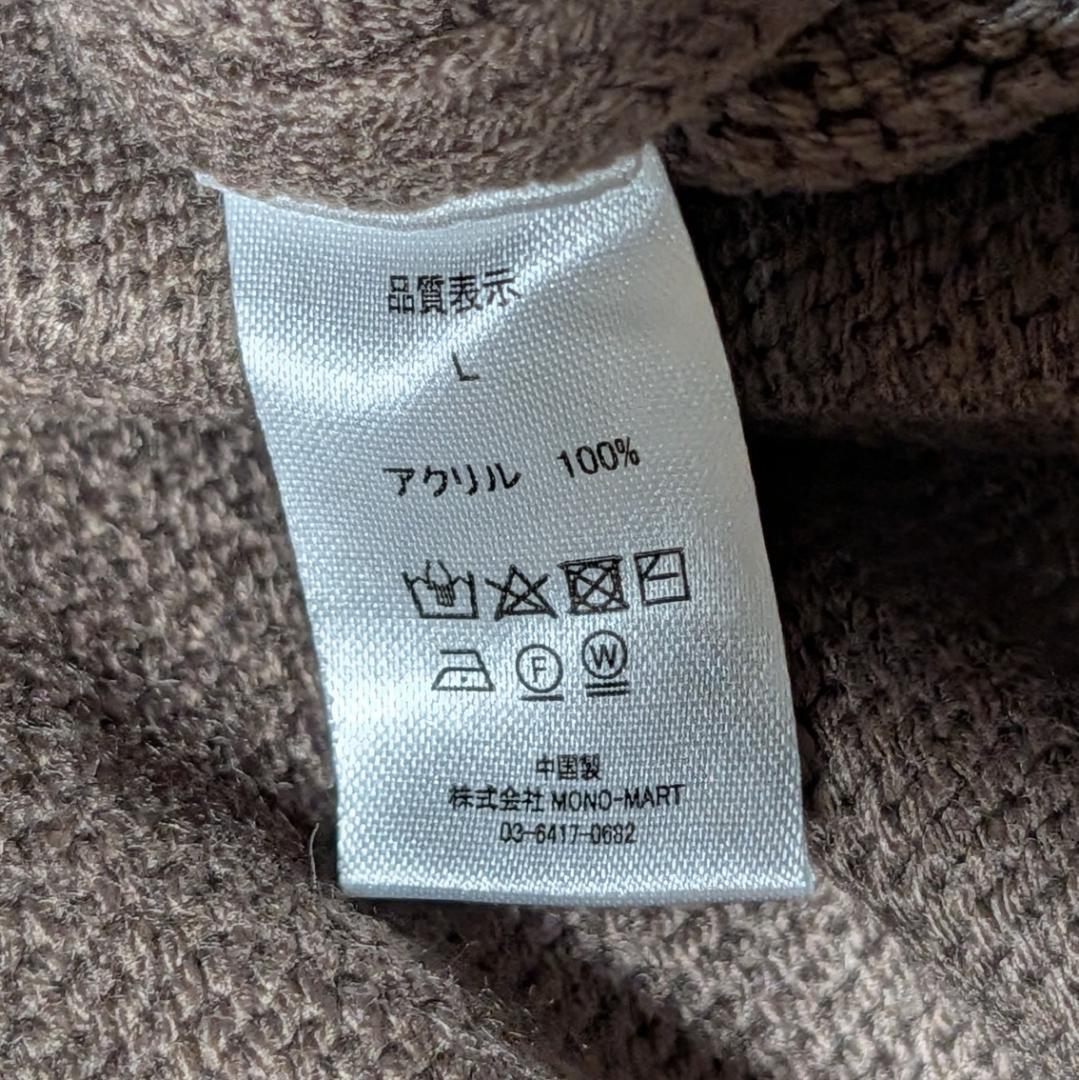 品質表示
L
アクリル 100%
F W
中国製
株式会社 MONO-MART
03-6417-0682